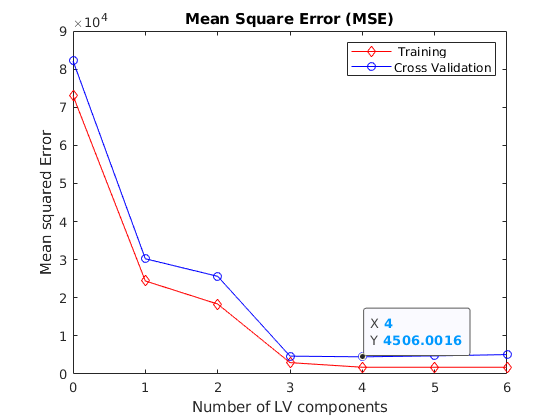 Mean Square Error (MSE)
×10^4
9
8
7
6
5
4
3
2
1
0
Mean squared Error
Training
Cross Validation
X 4
Y 4506.0016
0 1 2 3 4 5 6
Number of LV components